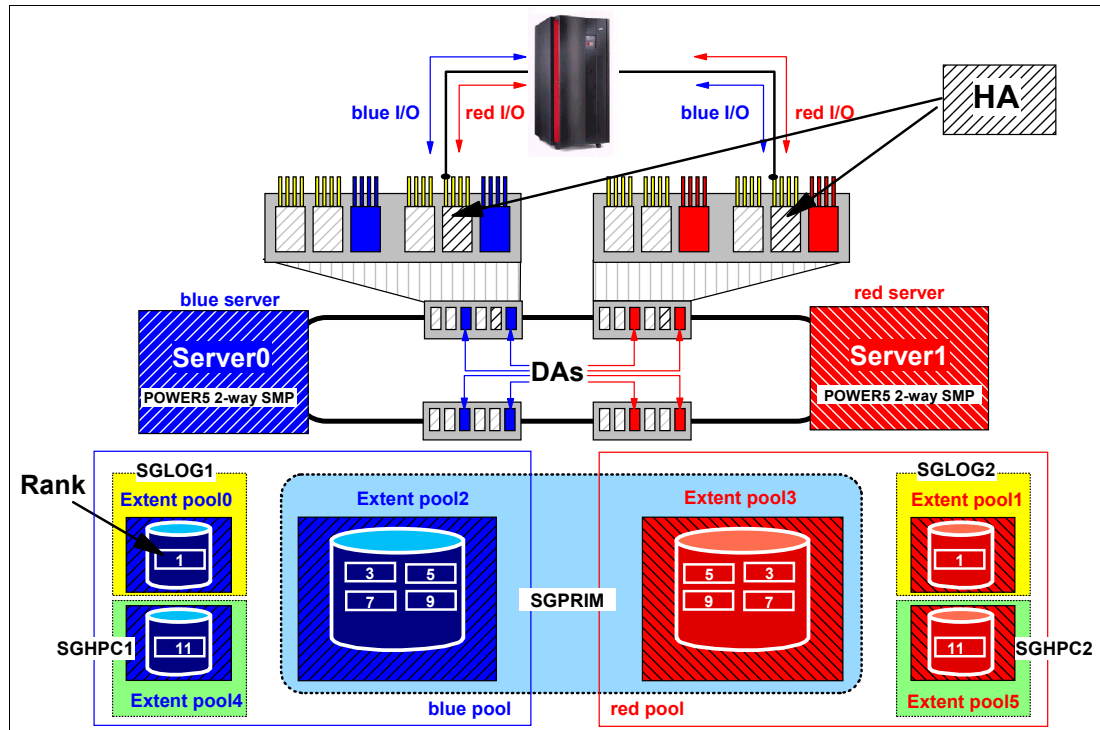 blue I/O
red I/O
blue I/O
red I/O
HA
blue server
red server
Server0
POWER5 2-way SMP
DAs
Server1
POWER5 2-way SMP
Rank
SGLOG1
Extent pool0
1
SGHPC1
11
Extent pool4
Extent pool2
3 5
7 9
blue pool
SGPRIM
Extent pool3
5 3
9 7
red pool
SGLOG2
Extent pool1
1
11
SGHPC2
Extent pool5